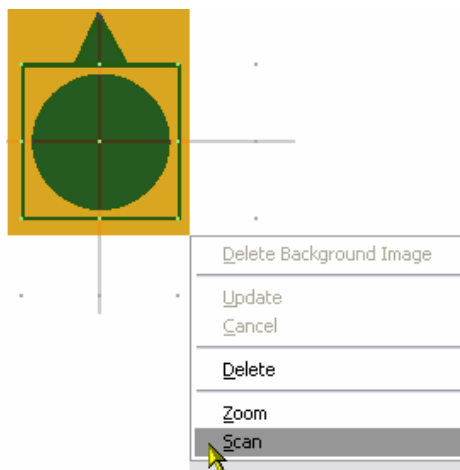 Delete Background Image
Update
Cancel
Delete
Zoom
Scan